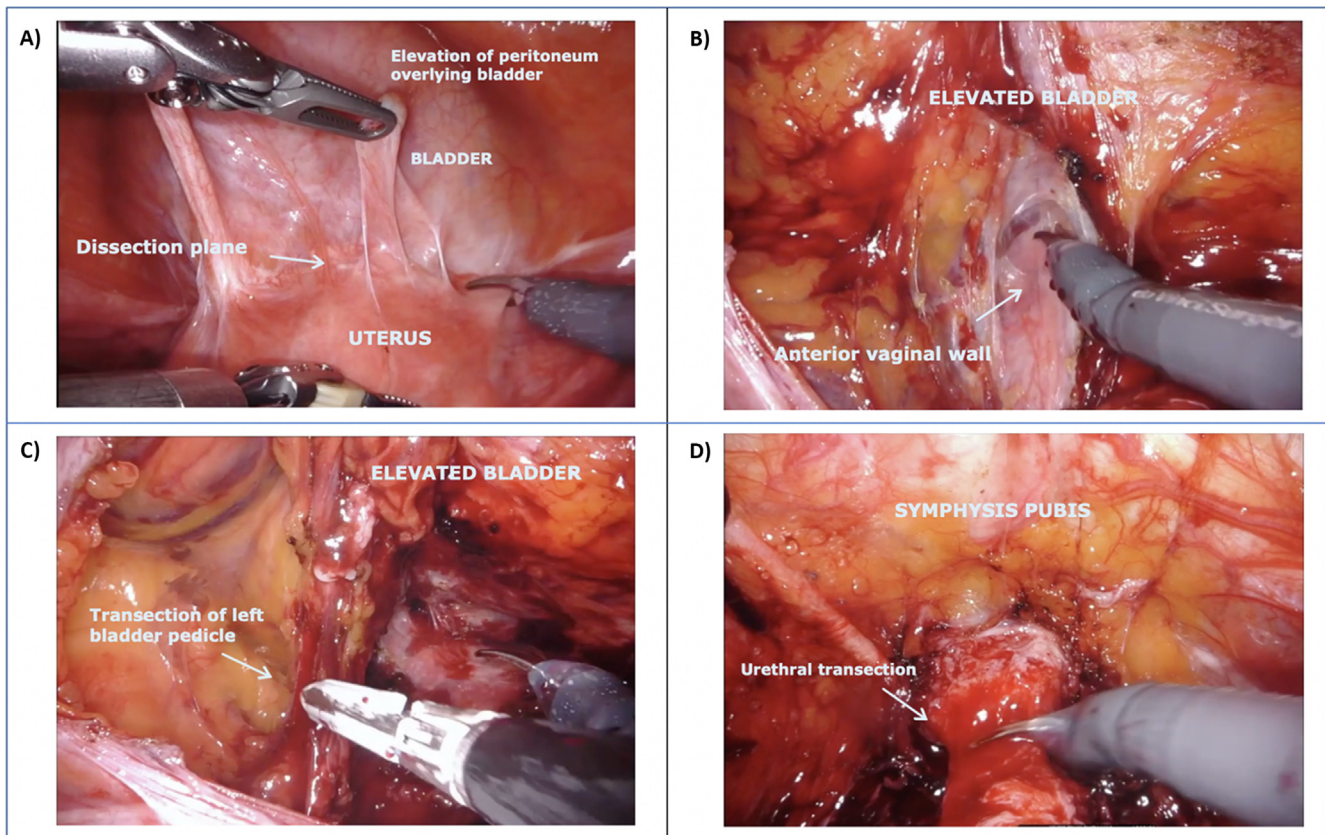 A)
Elevation of peritoneum
overlying bladder
BLADDER
Dissection plane
UTERUS
B)
ELEVATED BLADDER
Anterior vaginal wall
C)
ELEVATED BLADDER
Transection of left
bladder pedicle
D)
SYMPHYSIS PUBIS
Urethral transection